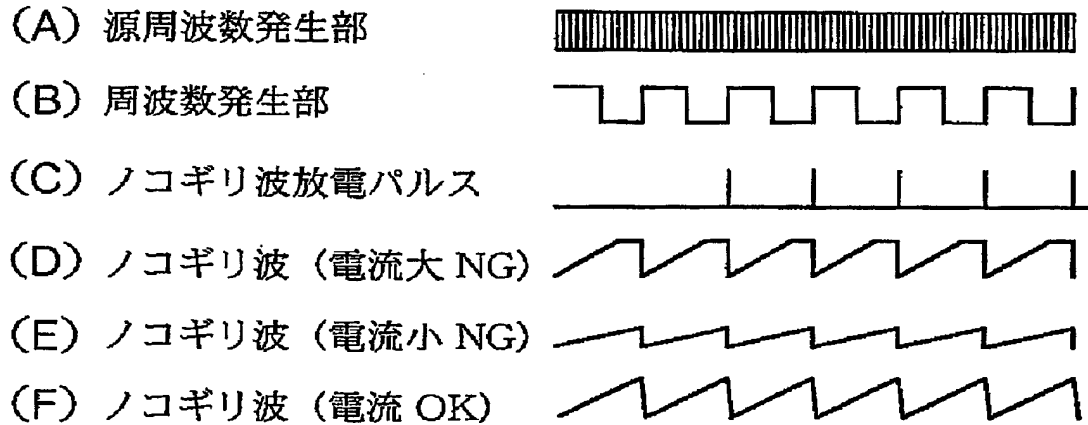 (A) 源周波数発生部
(B) 周波数発生部
(C) ノコギリ波放電パルス
(D) ノコギリ波 (電流大 NG)
(E) ノコギリ波 (電流小 NG)
(F) ノコギリ波 (電流 OK)